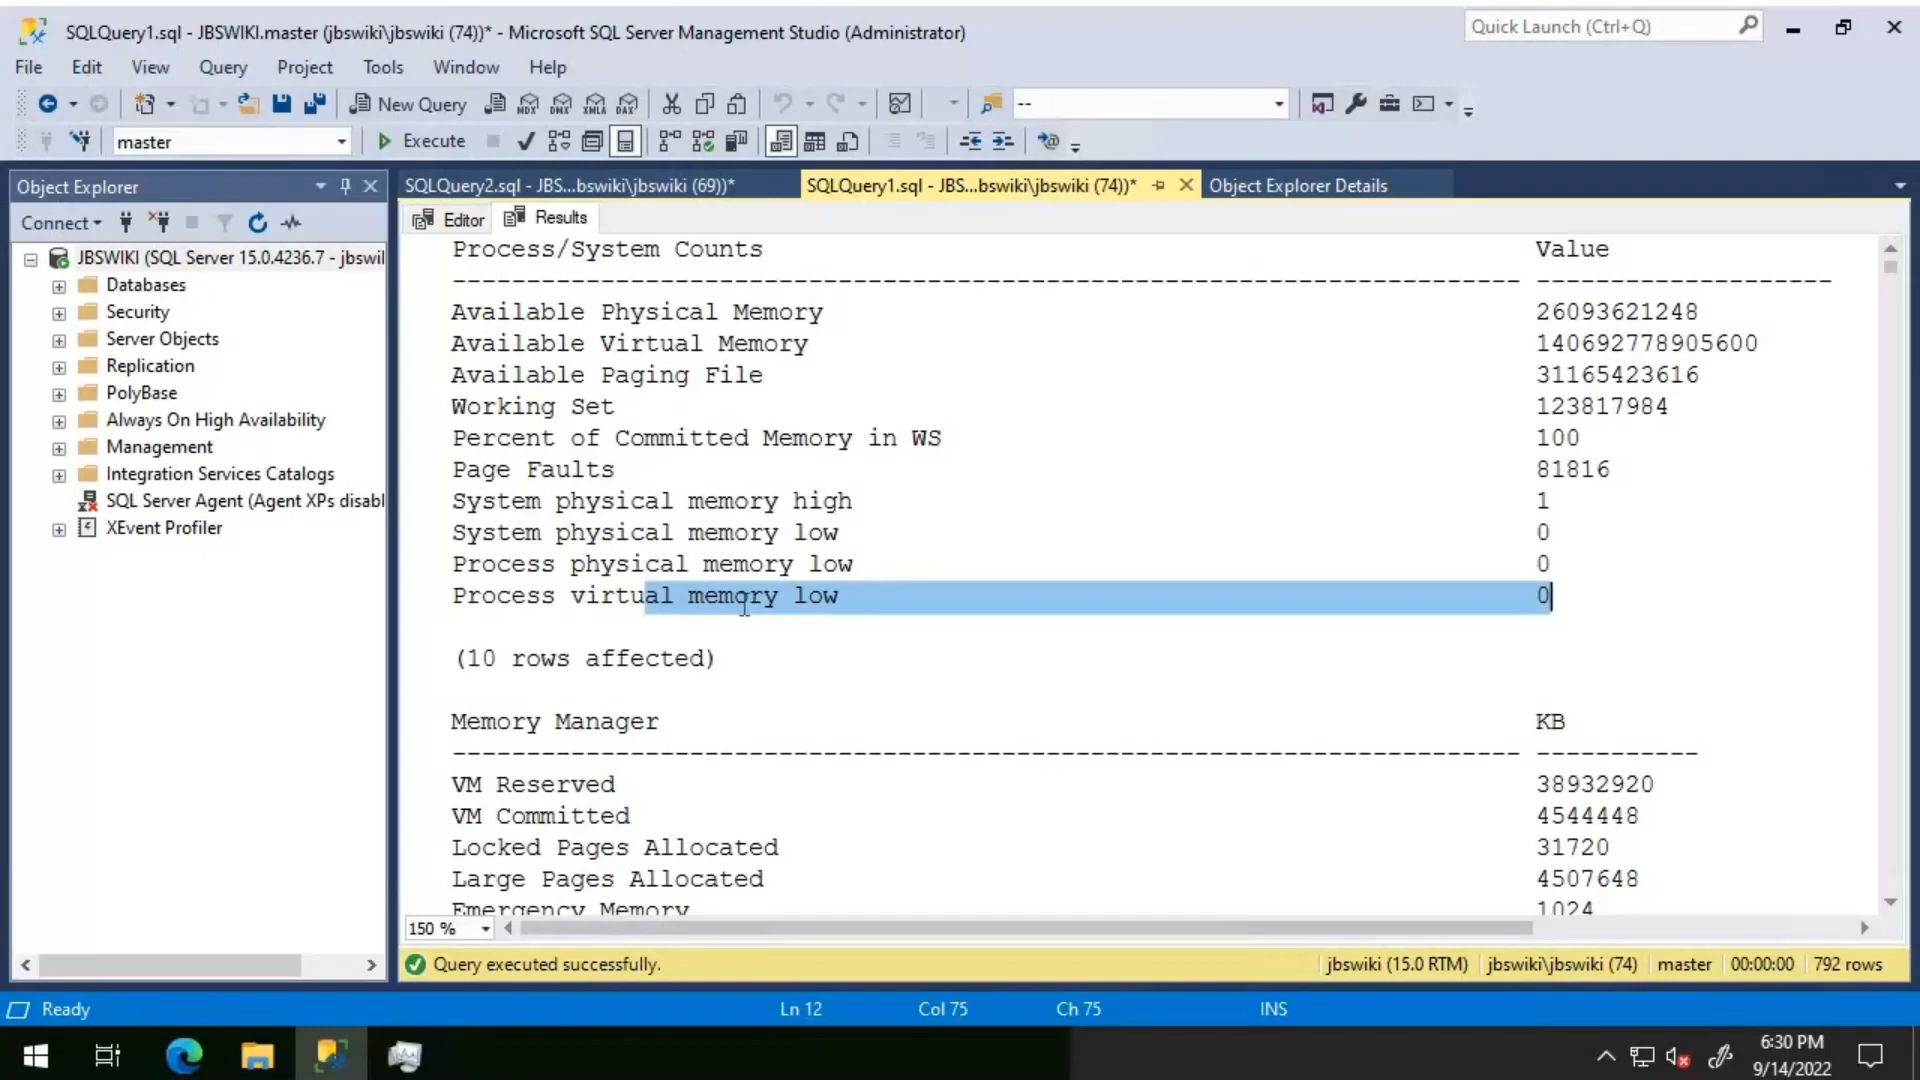 SQLQuery1.sql - JBSWIKI.master (jbswiki\jbswiki (74))* - Microsoft SQL Server Management Studio (Administrator)
Quick Launch (Ctrl+Q)
File Edit View Query Project Tools Window Help
New Query MDX DMX XMLA DAX --
master Execute
Object Explorer
SQLQuery2.sql - JBS...bswiki\jbswiki (69))*
SQLQuery1.sql - JBS...bswiki\jbswiki (74))*
Object Explorer Details
Connect
Editor Results
JBSWIKI (SQL Server 15.0.4236.7 - jbswil
Databases
Security
Server Objects
Replication
PolyBase
Always On High Availability
Management
Integration Services Catalogs
SQL Server Agent (Agent XPs disabl
XEvent Profiler
Process/System Counts Value
--------------------------------------------------------------------------------
Available Physical Memory 26093621248
Available Virtual Memory 140692778905600
Available Paging File 31165423616
Working Set 123817984
Percent of Committed Memory in WS 100
Page Faults 81816
System physical memory high 1
System physical memory low 0
Process physical memory low 0
Process virtual memory low 0
(10 rows affected)
Memory Manager KB
--------------------------------------------------------------------------------
VM Reserved 38932920
VM Committed 4544448
Locked Pages Allocated 31720
Large Pages Allocated 4507648
Emergency Memory 1024
150 %
Query executed successfully. jbswiki (15.0 RTM) jbswiki\jbswiki (74) master 00:00:00 792 rows
Ready Ln 12 Col 75 Ch 75 INS
6:30 PM
9/14/2022